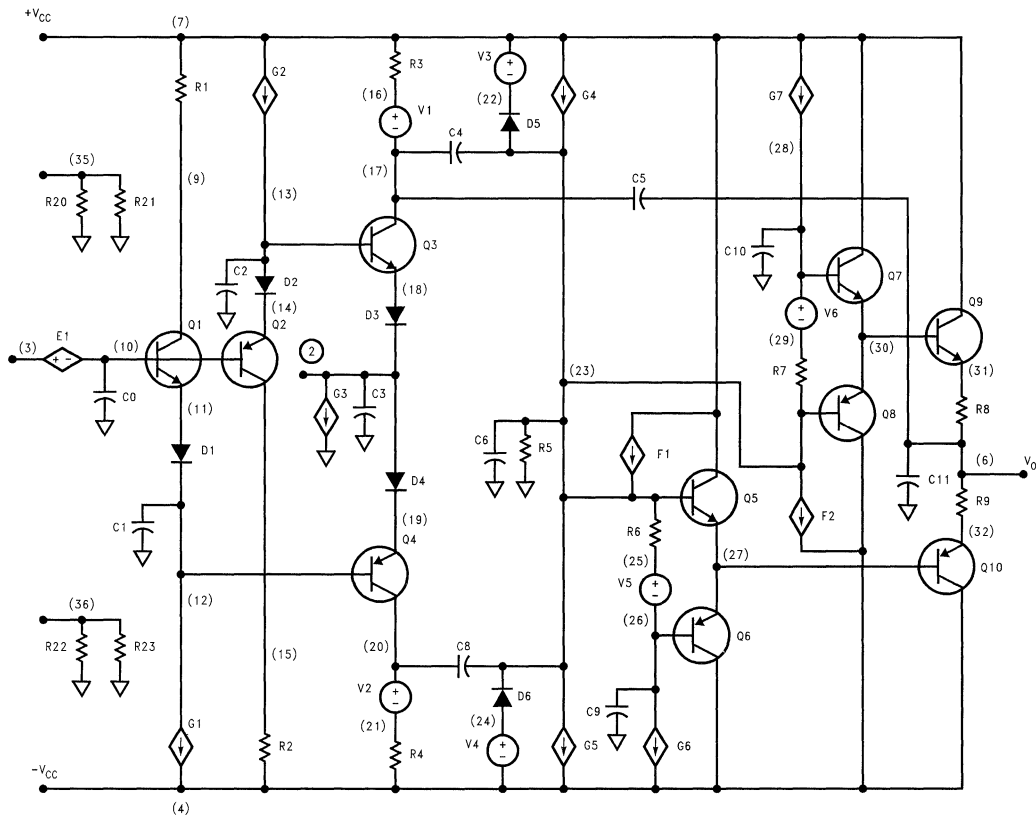 +VCC
(7)
R1
G2
R3
V3
(16)
V1
(22)
D5
G4
G7
C4
(17)
(28)
(35)
R20
R21
(9)
(13)
C5
Q3
C10
Q7
C2
D2
(18)
V6
Q9
(14)
Q1
Q2
D3
(29)
(30)
(3)
E1
(10)
2
(31)
C0
G3
C3
(23)
R7
Q8
R8
(11)
D1
C6
R5
F1
(6)
VO
D4
Q5
C11
R9
C1
(19)
R6
F2
(32)
Q4
(25)
(27)
Q10
(12)
V5
(36)
(26)
R22
R23
(20)
C8
Q6
(15)
V2
D6
(21)
(24)
C9
G1
R2
R4
V4
G5
G6
-VCC
(4)
+ -
+ -
+ -
+ -
+ -
+ -
+ -